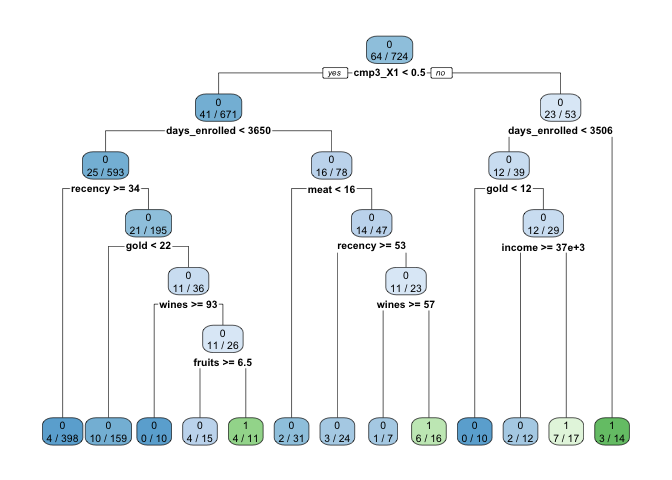 0
64 / 724
yes cmp3_X1 < 0.5 no
0
41 / 671
0
23 / 53
days_enrolled < 3650
days_enrolled < 3506
0
25 / 593
0
16 / 78
0
12 / 39
recency >= 34
meat < 16
gold < 12
0
21 / 195
0
14 / 47
0
12 / 29
gold < 22
recency >= 53
income >= 37e+3
0
11 / 36
0
11 / 23
wines >= 93
wines >= 57
0
11 / 26
fruits >= 6.5
0
4 / 398
0
10 / 159
0
0 / 10
0
4 / 15
1
4 / 11
0
2 / 31
0
3 / 24
0
1 / 7
1
6 / 16
0
0 / 10
0
2 / 12
1
7 / 17
1
3 / 14